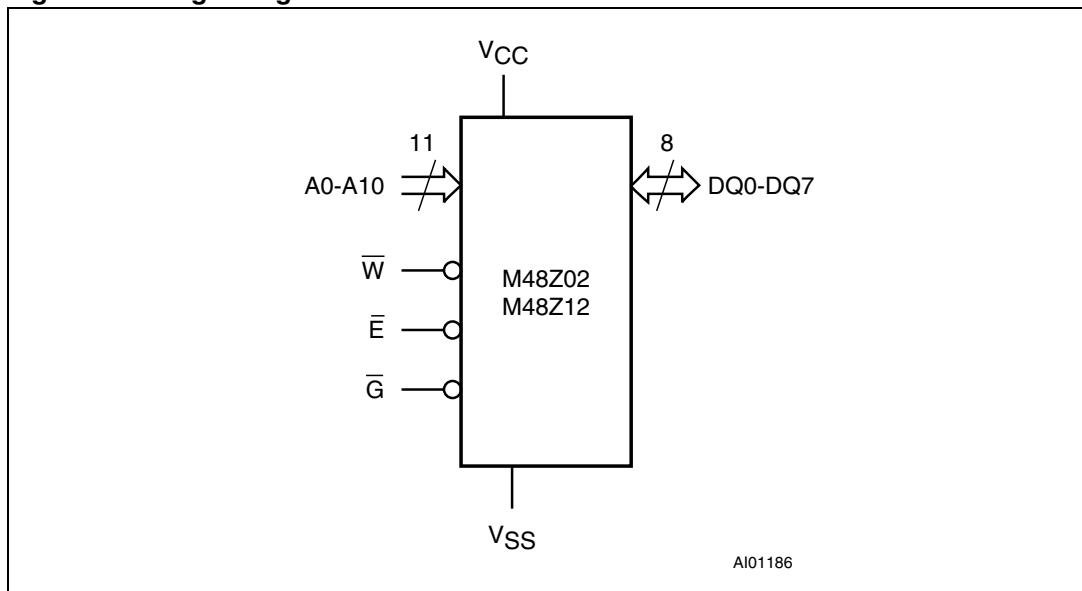 VCC
11
8
A0-A10
DQ0-DQ7
W̅
M48Z02
M48Z12
E̅
G̅
VSS
AI01186